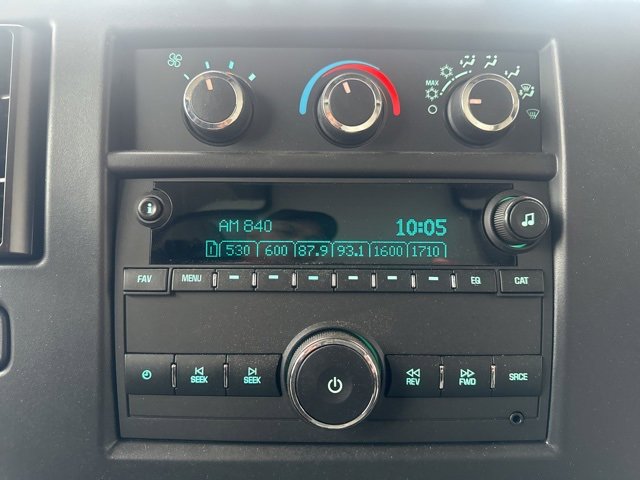 MAX
AM 840 10:05
1 530 600 87.9 93.1 1600 1710
FAV MENU EQ CAT
SEEK SEEK REV FWD SRCE